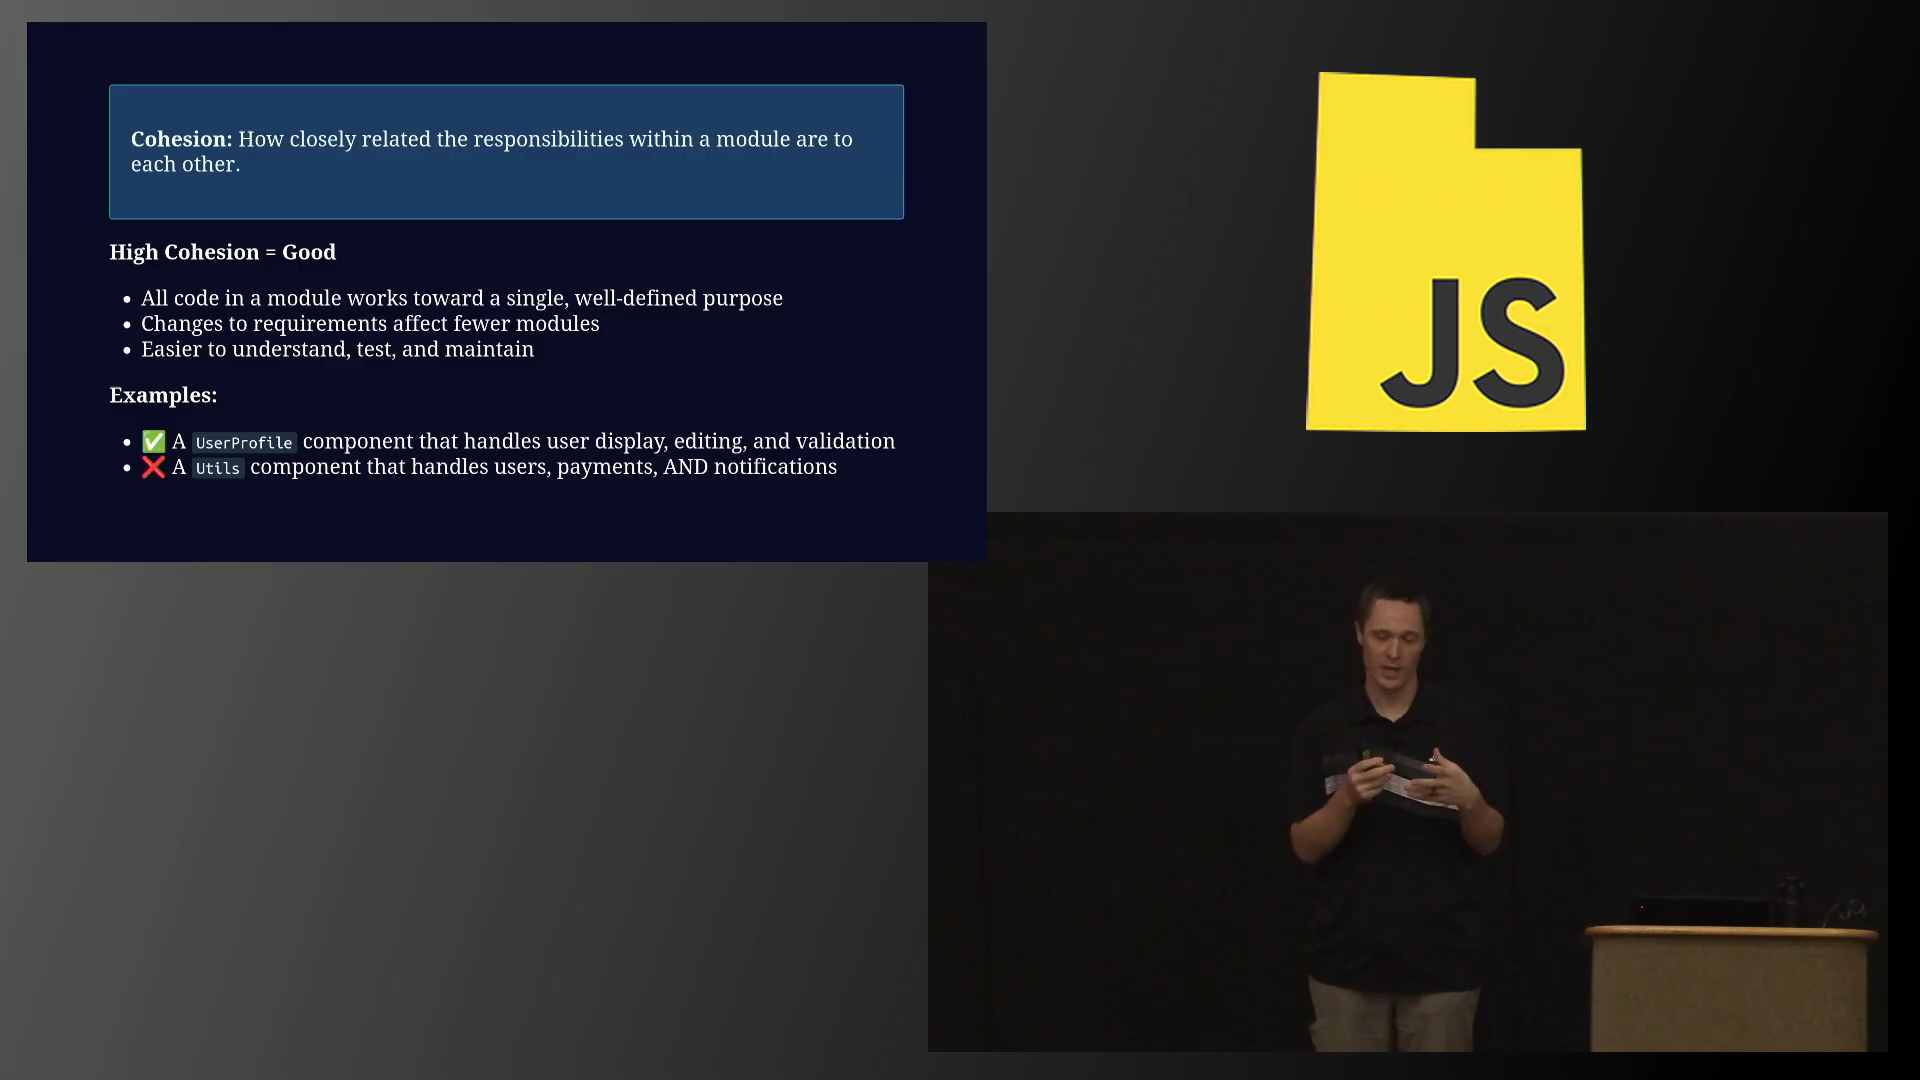 Cohesion: How closely related the responsibilities within a module are to
each other.
High Cohesion = Good
• All code in a module works toward a single, well-defined purpose
• Changes to requirements affect fewer modules
• Easier to understand, test, and maintain
Examples:
• ✅ A UserProfile component that handles user display, editing, and validation
• ❌ A Utils component that handles users, payments, AND notifications
JS